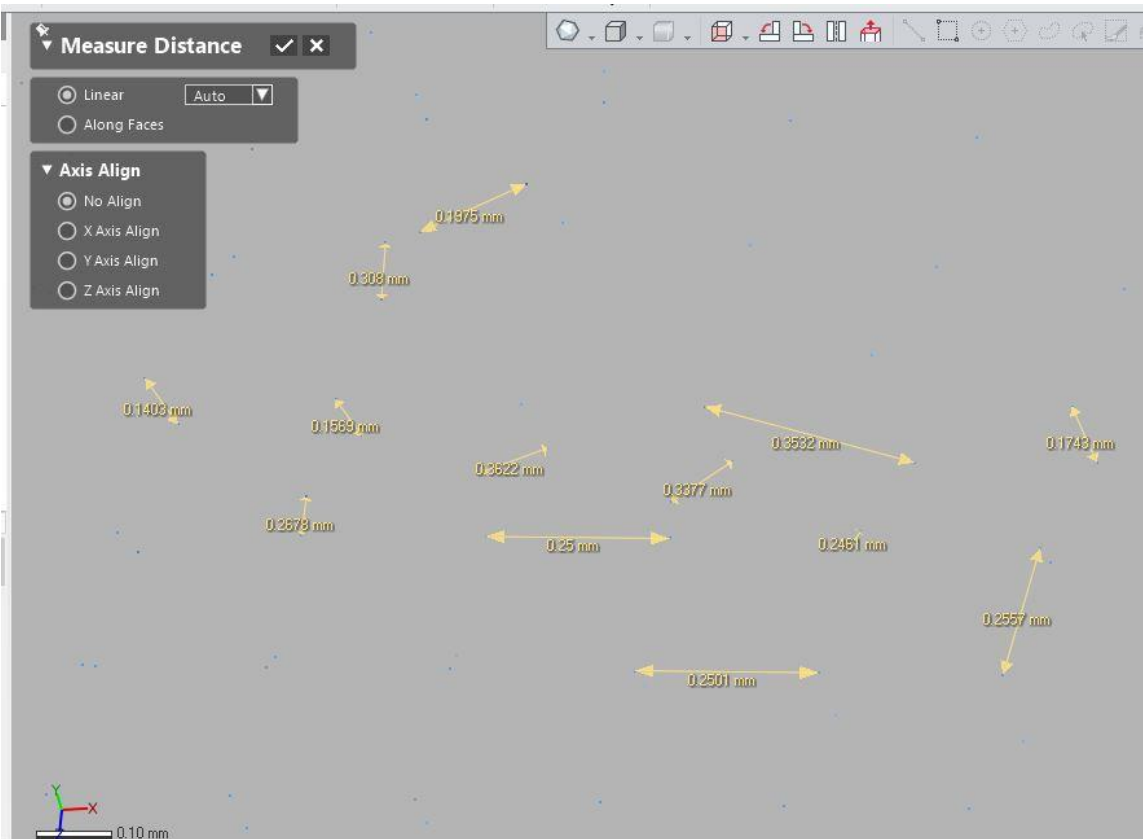 Measure Distance
Linear
Auto
Along Faces
Axis Align
No Align
X Axis Align
Y Axis Align
Z Axis Align
0.1975 mm
0.308 mm
0.1403 mm
0.1569 mm
0.3532 mm
0.1743 mm
0.3622 mm
0.3377 mm
0.2678 mm
0.25 mm
0.2461 mm
0.2557 mm
0.2501 mm
Y
X
Z
0.10 mm